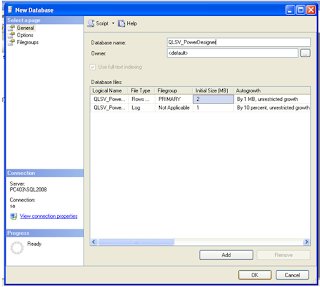 New Database
Select a page
General
Options
Filegroups
Script
Help
Database name:
QLSV_PowerDesigner
Owner:
<default>
...
Use full-text indexing
Database files:
Logical Name File Type Filegroup Initial Size (MB) Autogrowth
QLSV_Powe... Rows ... PRIMARY 2 By 1 MB, unrestricted growth
QLSV_Powe... Log Not Applicable 1 By 10 percent, unrestricted growth
Connection
Server:
PC403\SQL2008
Connection:
sa
View connection properties
Progress
Ready
Add
Remove
OK
Cancel